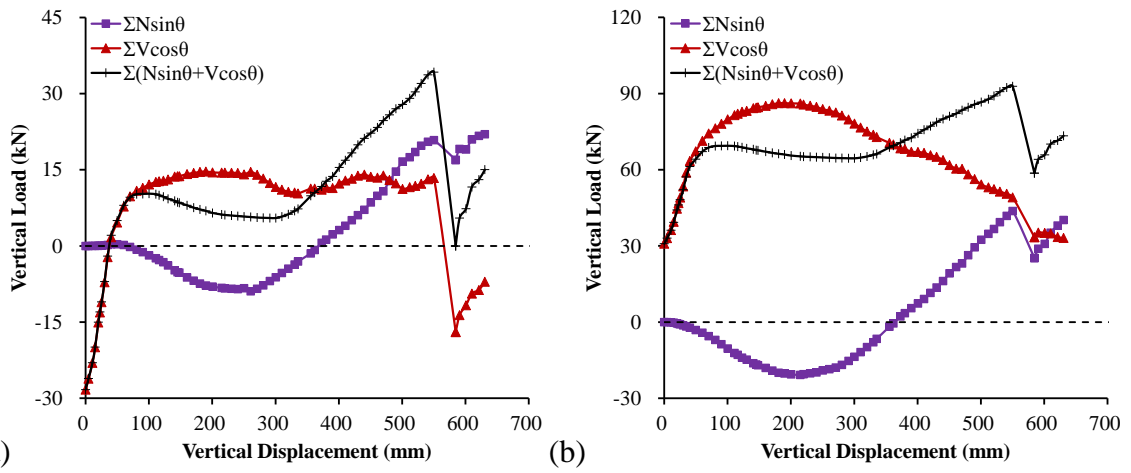 45
30
15
0
-15
-30
Vertical Load (kN)
ΣNsinθ
ΣVcosθ
Σ(Nsinθ+Vcosθ)
0 100 200 300 400 500 600 700
Vertical Displacement (mm)
)
120
90
60
30
0
-30
Vertical Load (kN)
ΣNsinθ
ΣVcosθ
Σ(Nsinθ+Vcosθ)
0 100 200 300 400 500 600 700
Vertical Displacement (mm)
(b)